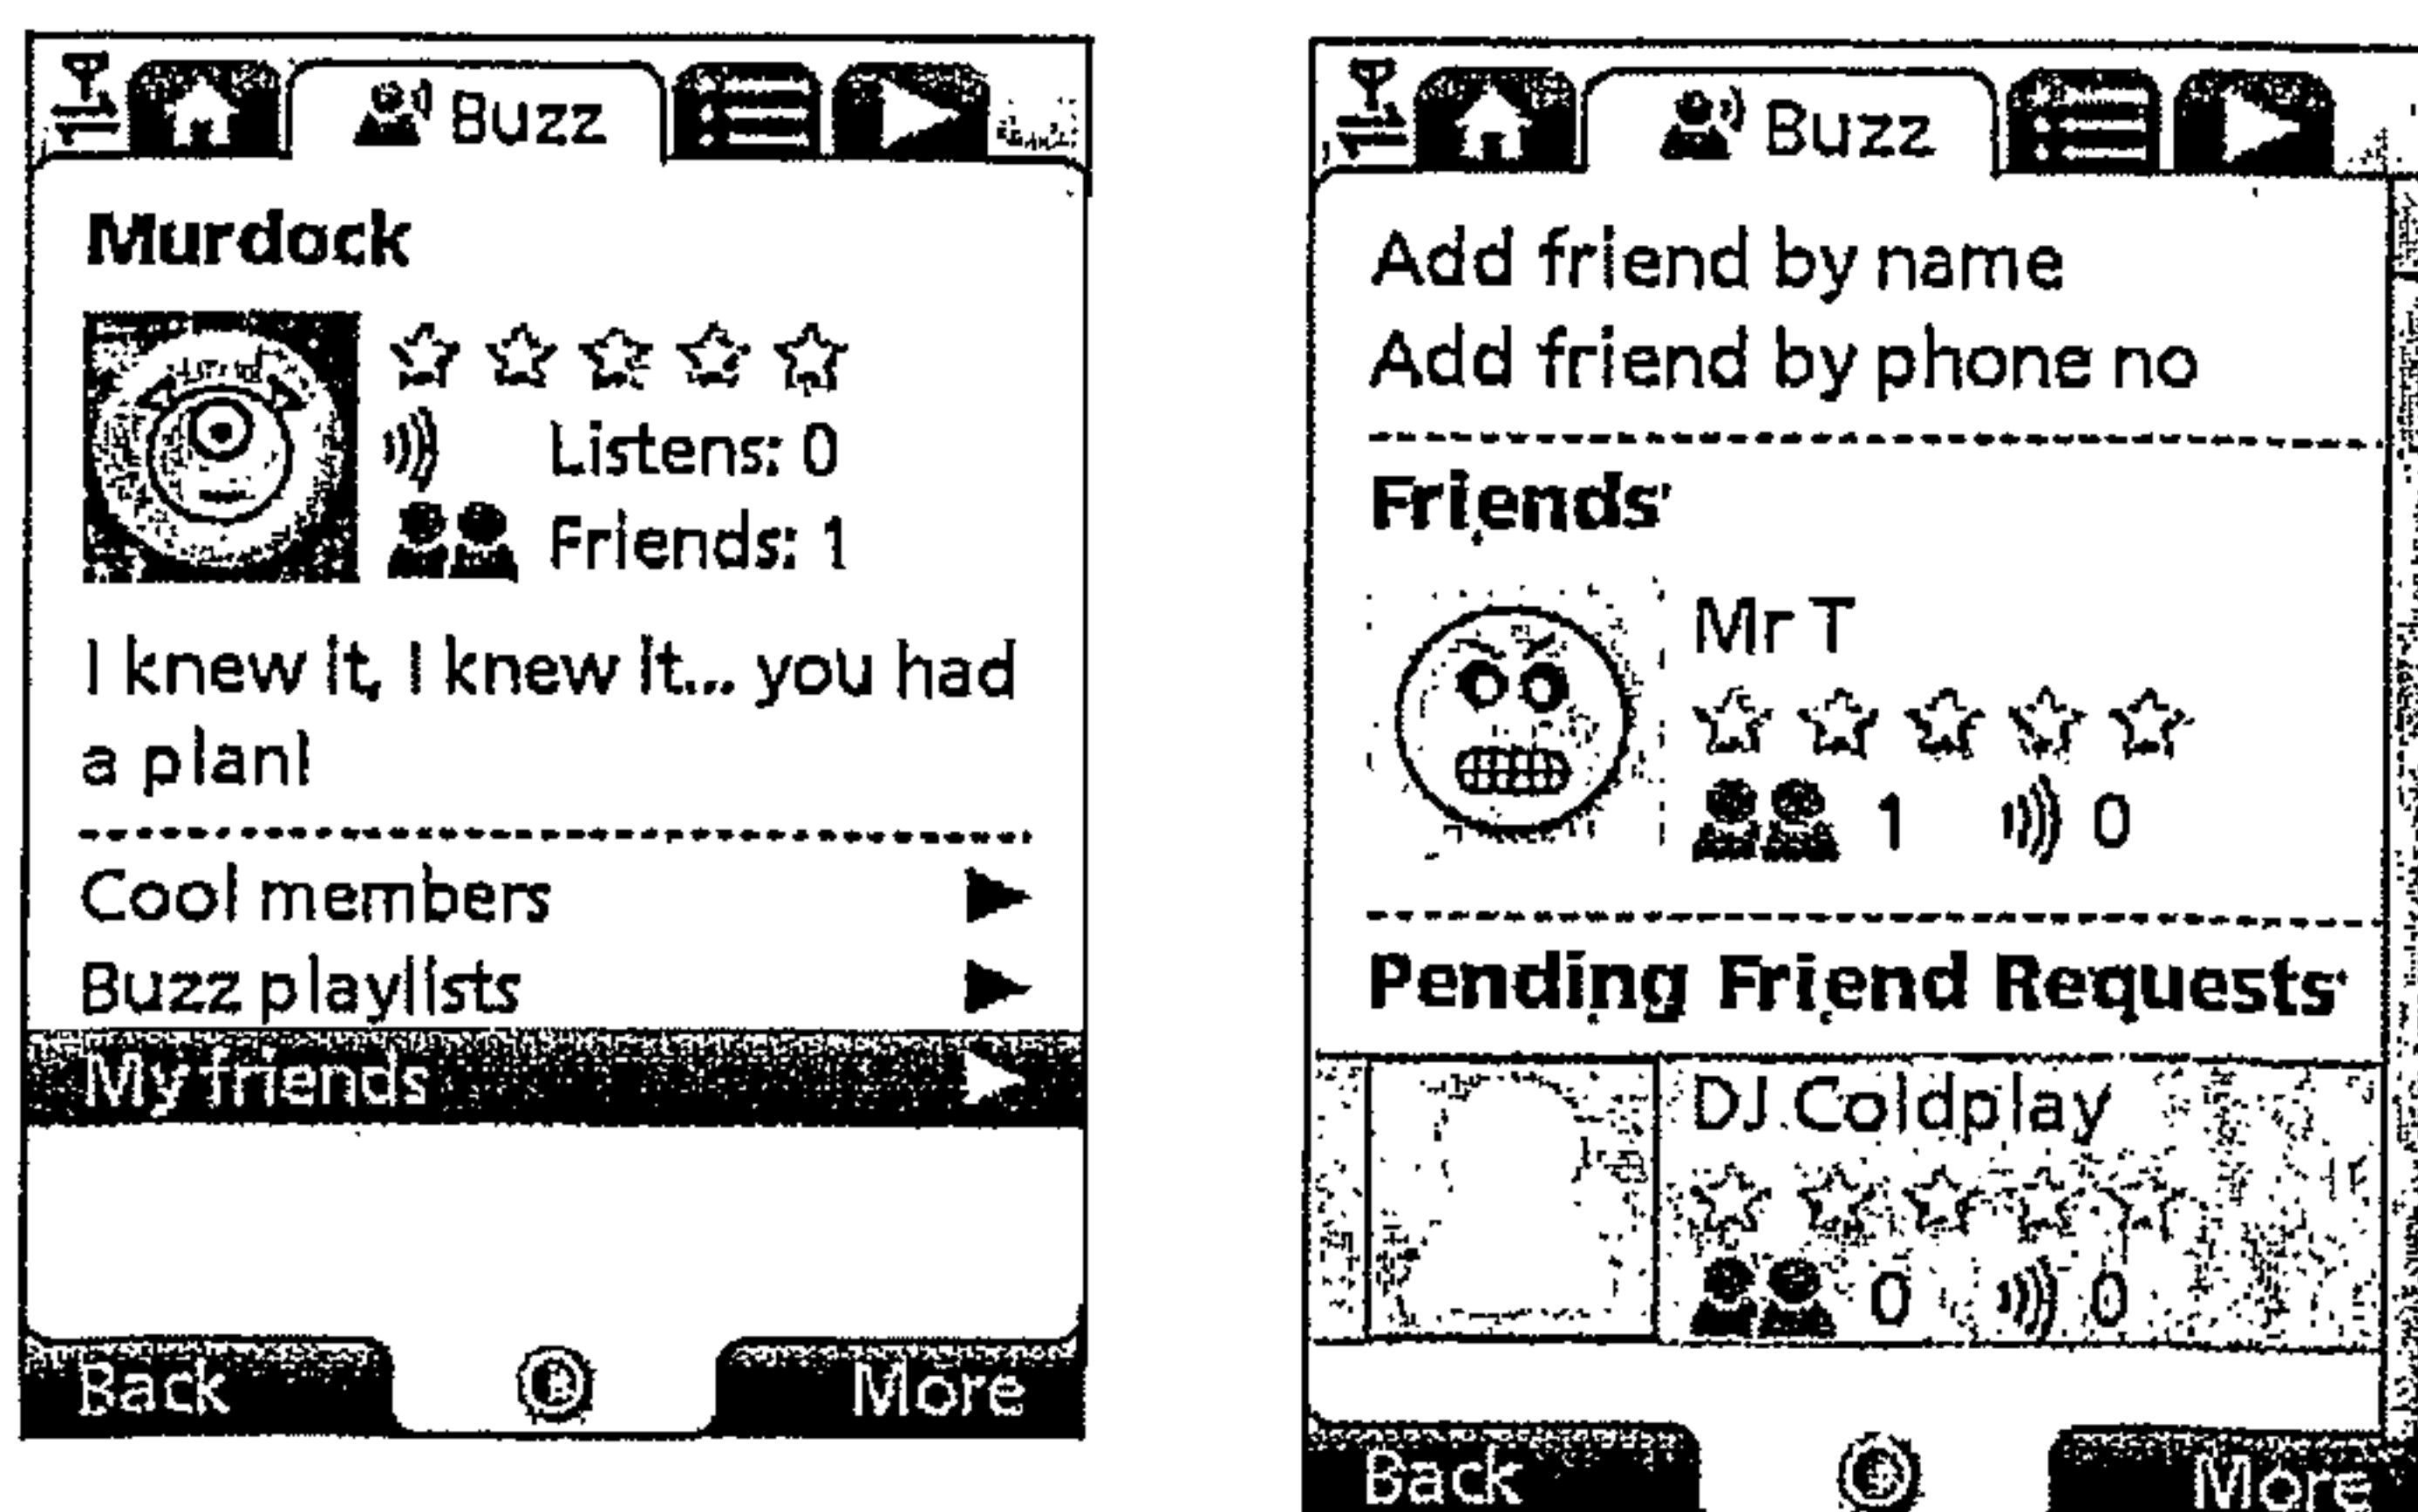 Buzz
Murdock
Listens: 0
Friends: 1
I knew it, I knew it... you had
a plan!
Cool members
Buzz playlists
My friends
Back
More
Buzz
Add friend by name
Add friend by phone no
Friends
Mr T
1 0
Pending Friend Requests
DJ Coldplay
0 0
Back
More